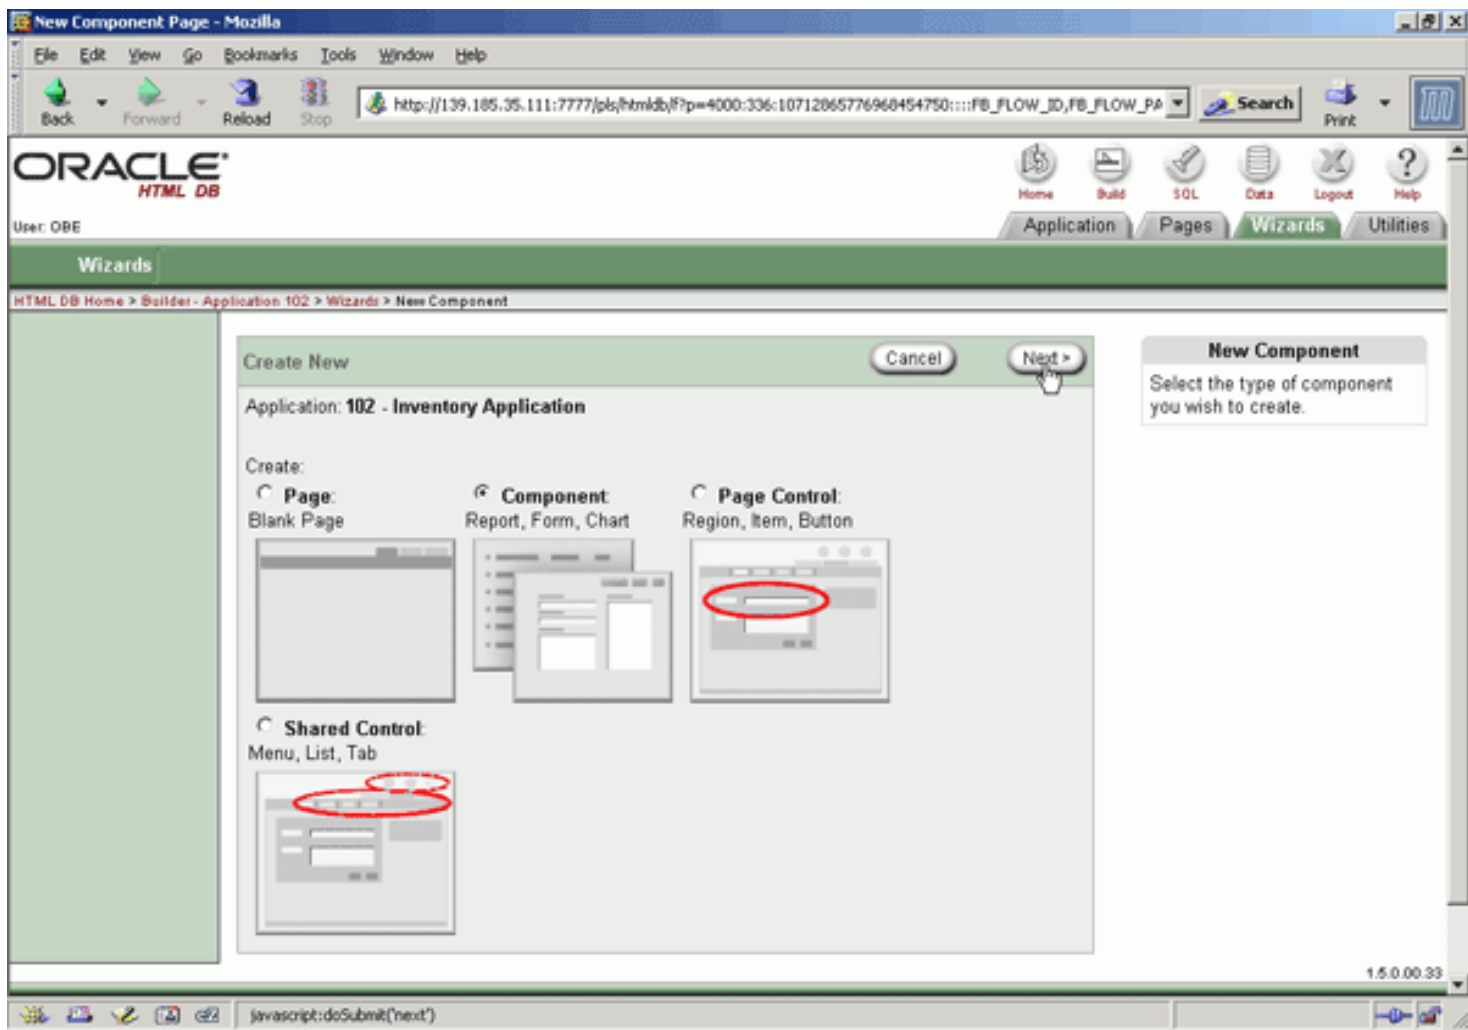 New Component Page - Mozilla
File Edit View Go Bookmarks Tools Window Help
Back Forward Reload Stop http://139.185.35.111:7777/pls/htmldb/f?p=4000:336:10712865776968454750::::FB_FLOW_ID,FB_FLOW_PA Search Print
ORACLE
HTML DB
Home Build SQL Data Logout Help
User: OBE
Application Pages Wizards Utilities
Wizards
HTML DB Home > Builder - Application 102 > Wizards > New Component
Create New Cancel Next >
New Component
Select the type of component
you wish to create.
Application: 102 - Inventory Application
Create:
Page: Component: Page Control:
Blank Page Report, Form, Chart Region, Item, Button
Shared Control:
Menu, List, Tab
1.5.0.00.33
javascript:doSubmit('next')